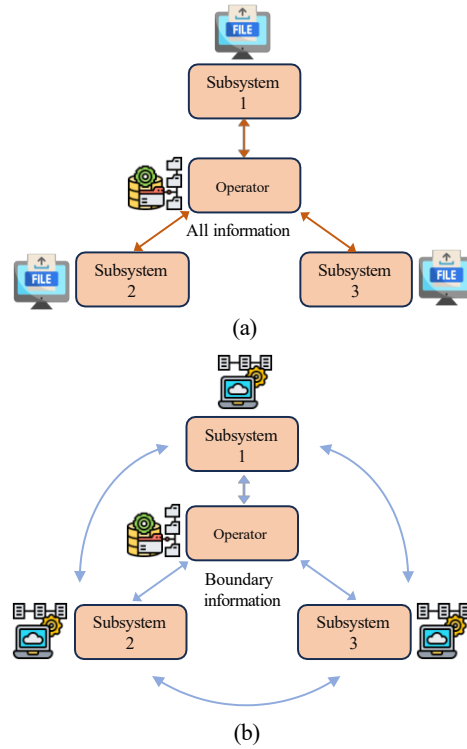 FILE
Subsystem
1
Operator
All information
FILE
Subsystem
2
Subsystem
3
FILE
(a)
Subsystem
1
Operator
Boundary
information
Subsystem
2
Subsystem
3
(b)